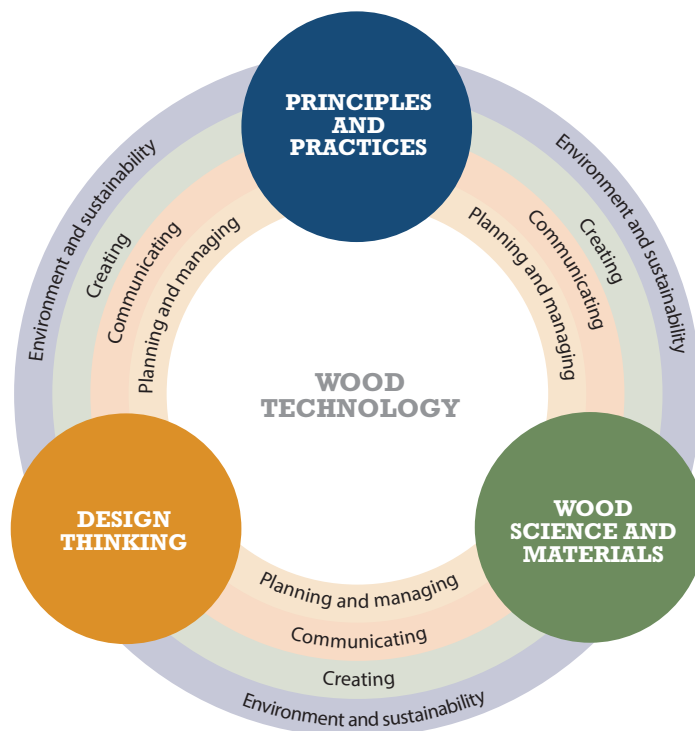 PRINCIPLES
AND
PRACTICES
Environment and sustainability
Creating
Communicating
Planning and managing
Planning and managing
Communicating
Creating
Environment and sustainability
WOOD
TECHNOLOGY
DESIGN
THINKING
WOOD
SCIENCE AND
MATERIALS
Planning and managing
Communicating
Creating
Environment and sustainability